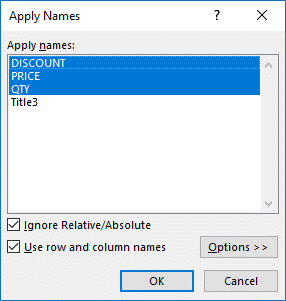 Apply Names
? ×
Apply names:
DISCOUNT
PRICE
QTY
Title3
Ignore Relative/Absolute
Use row and column names
Options >>
OK
Cancel